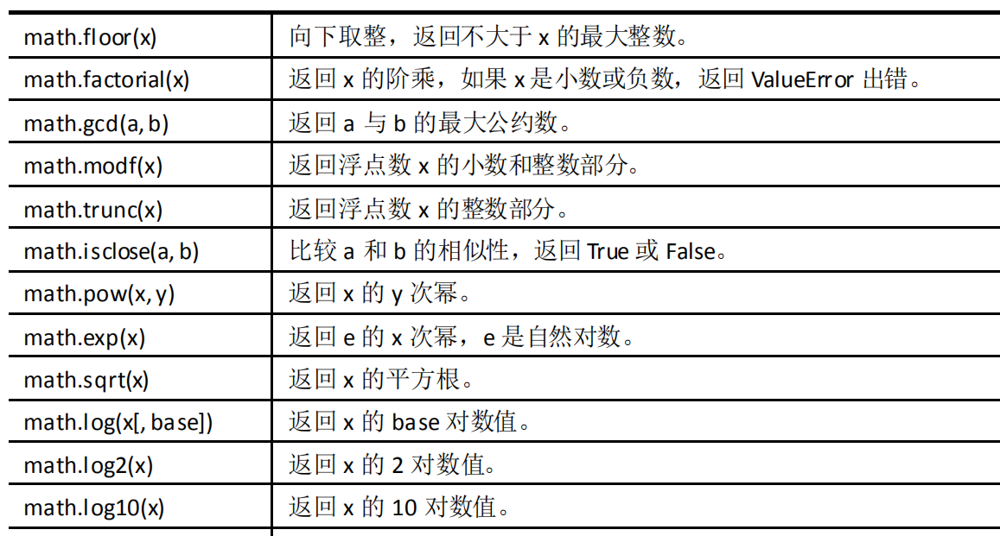 math.floor(x) 向下取整，返回不大于 x 的最大整数。
math.factorial(x) 返回 x 的阶乘，如果 x 是小数或负数，返回 ValueError 出错。
math.gcd(a, b) 返回 a 与 b 的最大公约数。
math.modf(x) 返回浮点数 x 的小数和整数部分。
math.trunc(x) 返回浮点数 x 的整数部分。
math.isclose(a, b) 比较 a 和 b 的相似性，返回 True 或 False。
math.pow(x, y) 返回 x 的 y 次幂。
math.exp(x) 返回 e 的 x 次幂，e 是自然对数。
math.sqrt(x) 返回 x 的平方根。
math.log(x[, base]) 返回 x 的 base 对数值。
math.log2(x) 返回 x 的 2 对数值。
math.log10(x) 返回 x 的 10 对数值。